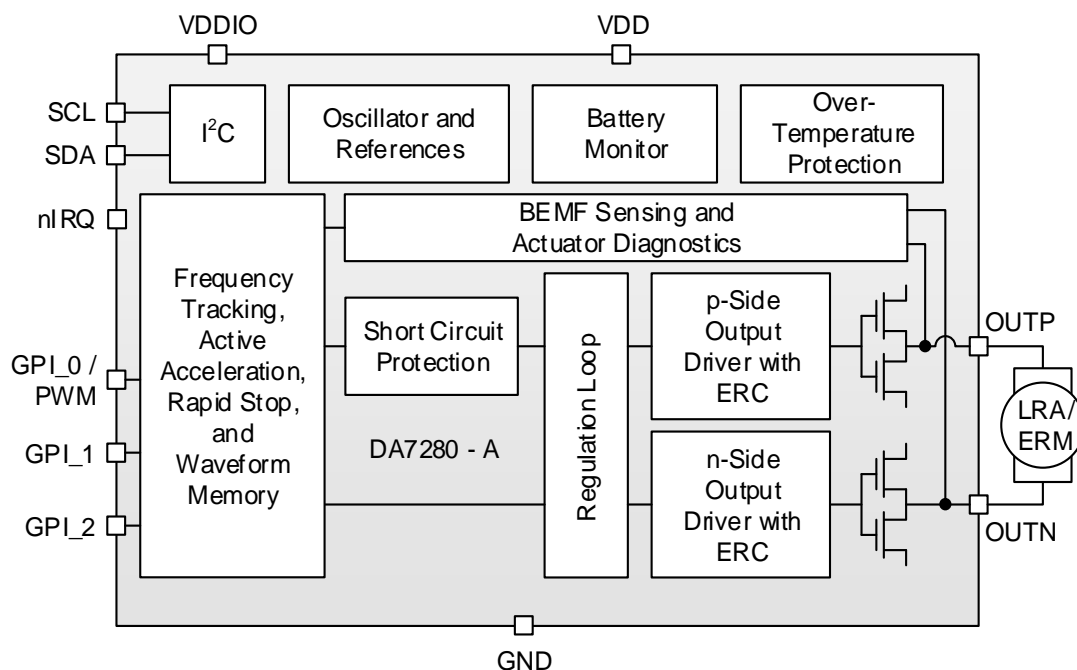 VDDIO
VDD
SCL
SDA
I²C
Oscillator and
References
Battery
Monitor
Over-
Temperature
Protection
nIRQ
BEMF Sensing and
Actuator Diagnostics
Frequency
Tracking,
Active
Acceleration,
Rapid Stop,
and
Waveform
Memory
Short Circuit
Protection
Regulation Loop
p-Side
Output
Driver with
ERC
OUTP
GPI_0 /
PWM
LRA/
ERM
GPI_1
DA7280 - A
n-Side
Output
Driver with
ERC
GPI_2
OUTN
GND